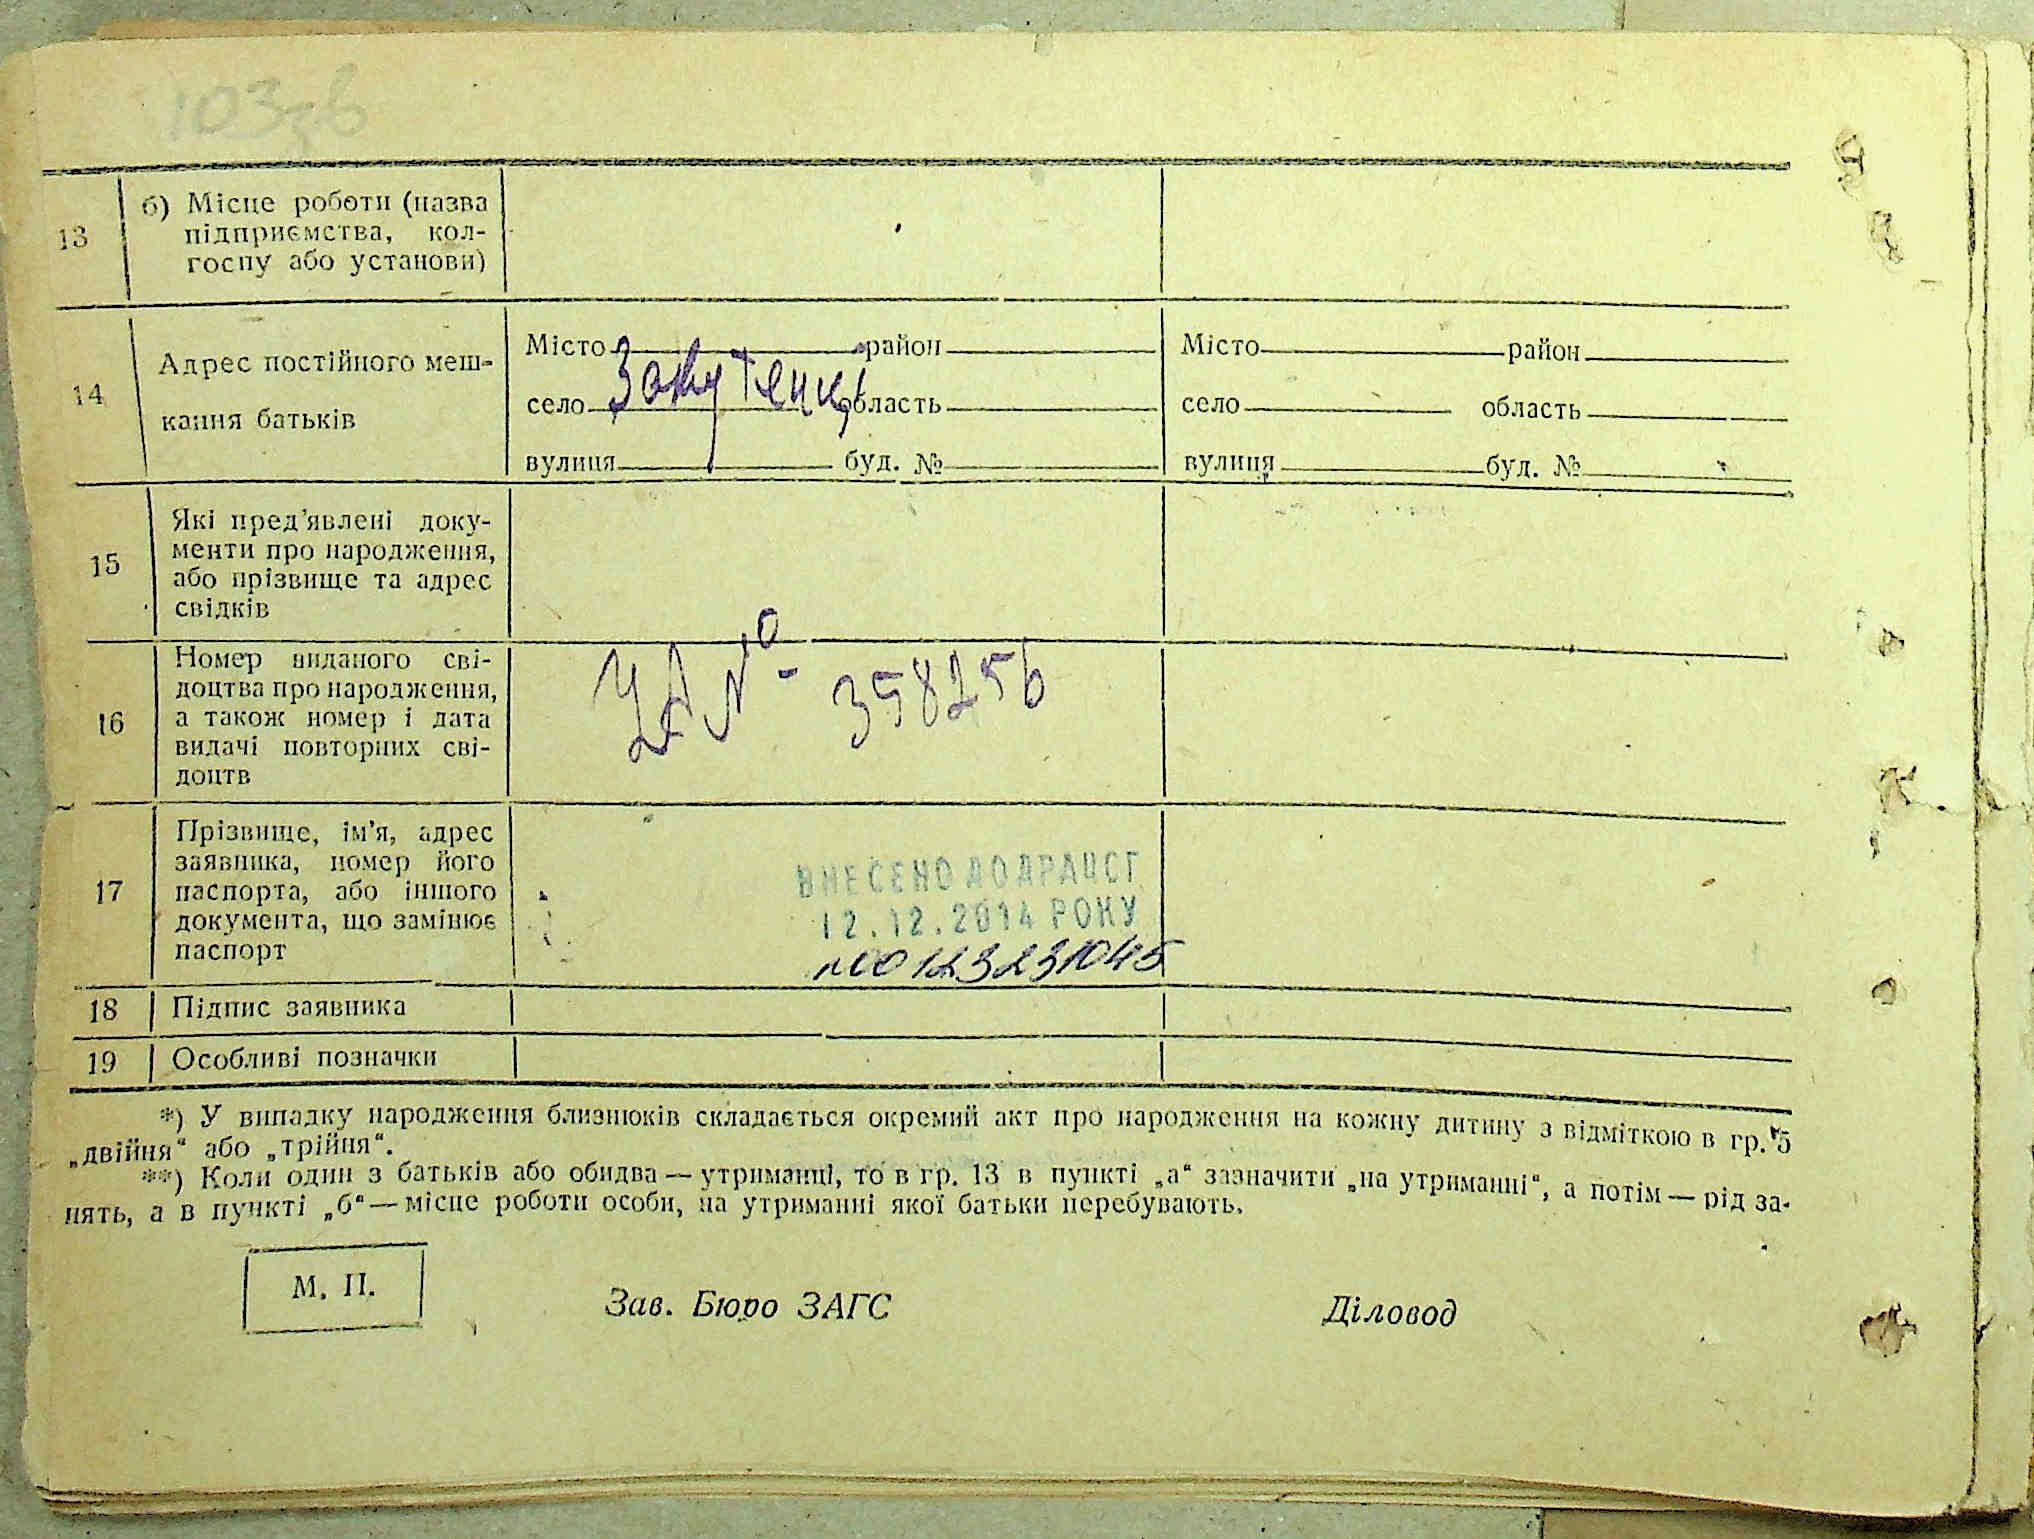 103зв
13
б) Місце роботи (назва
підприємства, кол-
госпу або установи)
14
Адрес постійного меш-
кання батьків
Місто район
село Закутенці область
вулиця буд. №
Місто район
село область
вулиця буд. №
15
Які пред’явлені доку-
менти про народження,
або прізвище та адрес
свідків
16
Номер виданого сві-
доцтва про народження,
а також номер і дата
видачі повторних сві-
доцтв
№ 358256
17
Прізвище, ім’я, адрес
заявника, номер його
паспорта, або іншого
документа, що замінює
паспорт
ВНЕСЕНО ДО ДРАЦСГ
12.12.2014 РОКУ
№00123231045
18 Підпис заявника
19 Особливі позначки
*) У випадку народження близнюків складається окремий акт про народження на кожну дитину з відміткою в гр. 5
„двійня“ або „трійня“.
**) Коли один з батьків або обидва — утриманці, то в гр. 13 в пункті „а“ зазначити „на утриманні“, а потім — рід за-
нять, а в пункті „б“ — місце роботи особи, на утриманні якої батьки перебувають.
М. П.
Зав. Бюро ЗАГС
Діловод